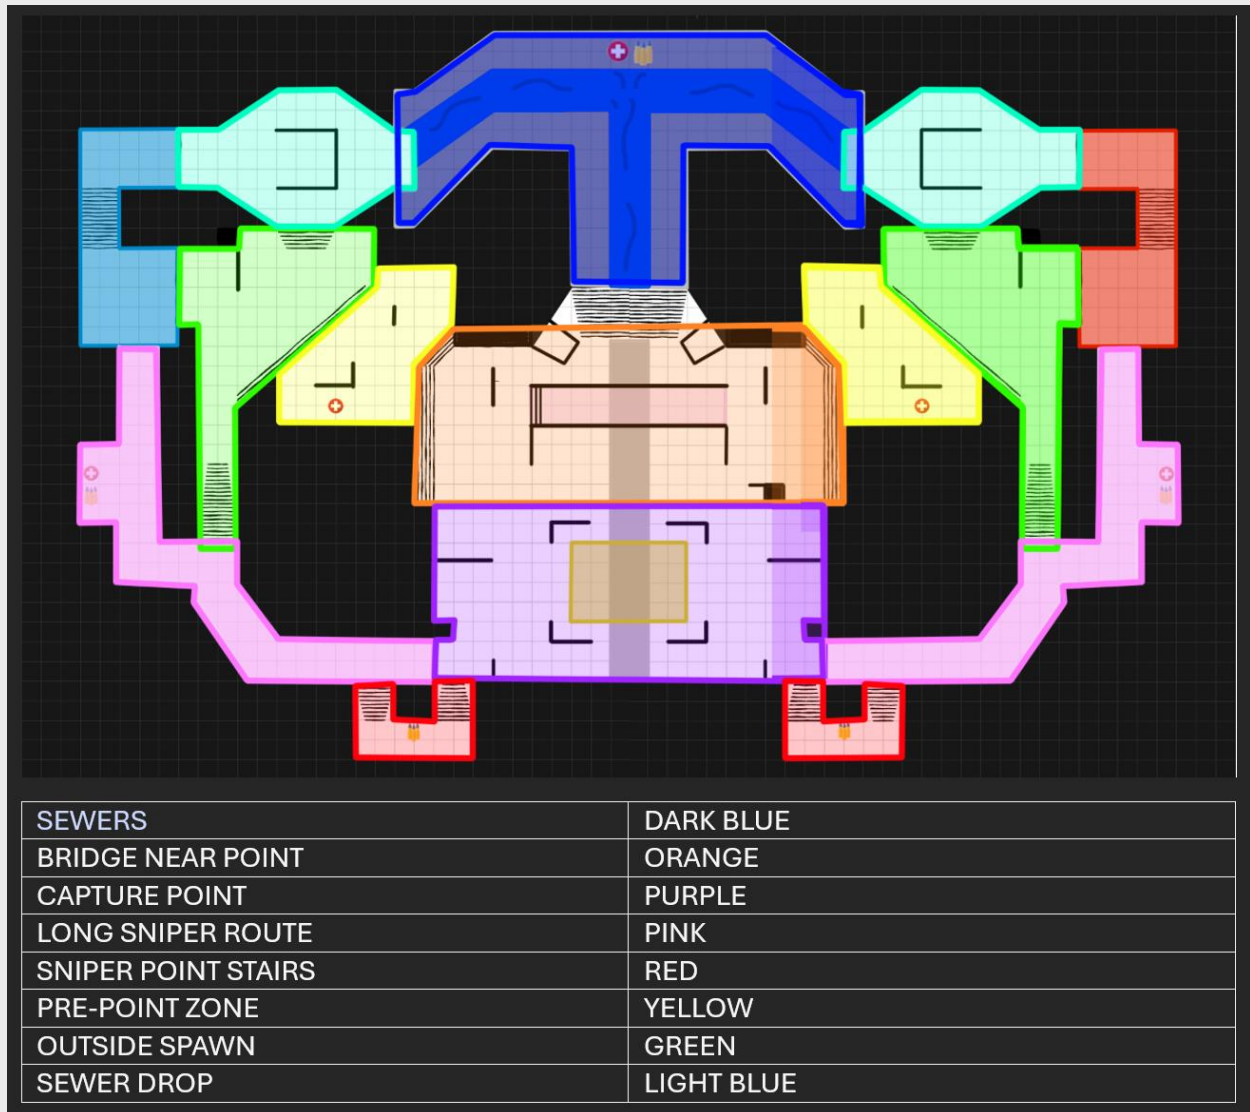 SEWERS DARK BLUE
BRIDGE NEAR POINT ORANGE
CAPTURE POINT PURPLE
LONG SNIPER ROUTE PINK
SNIPER POINT STAIRS RED
PRE-POINT ZONE YELLOW
OUTSIDE SPAWN GREEN
SEWER DROP LIGHT BLUE